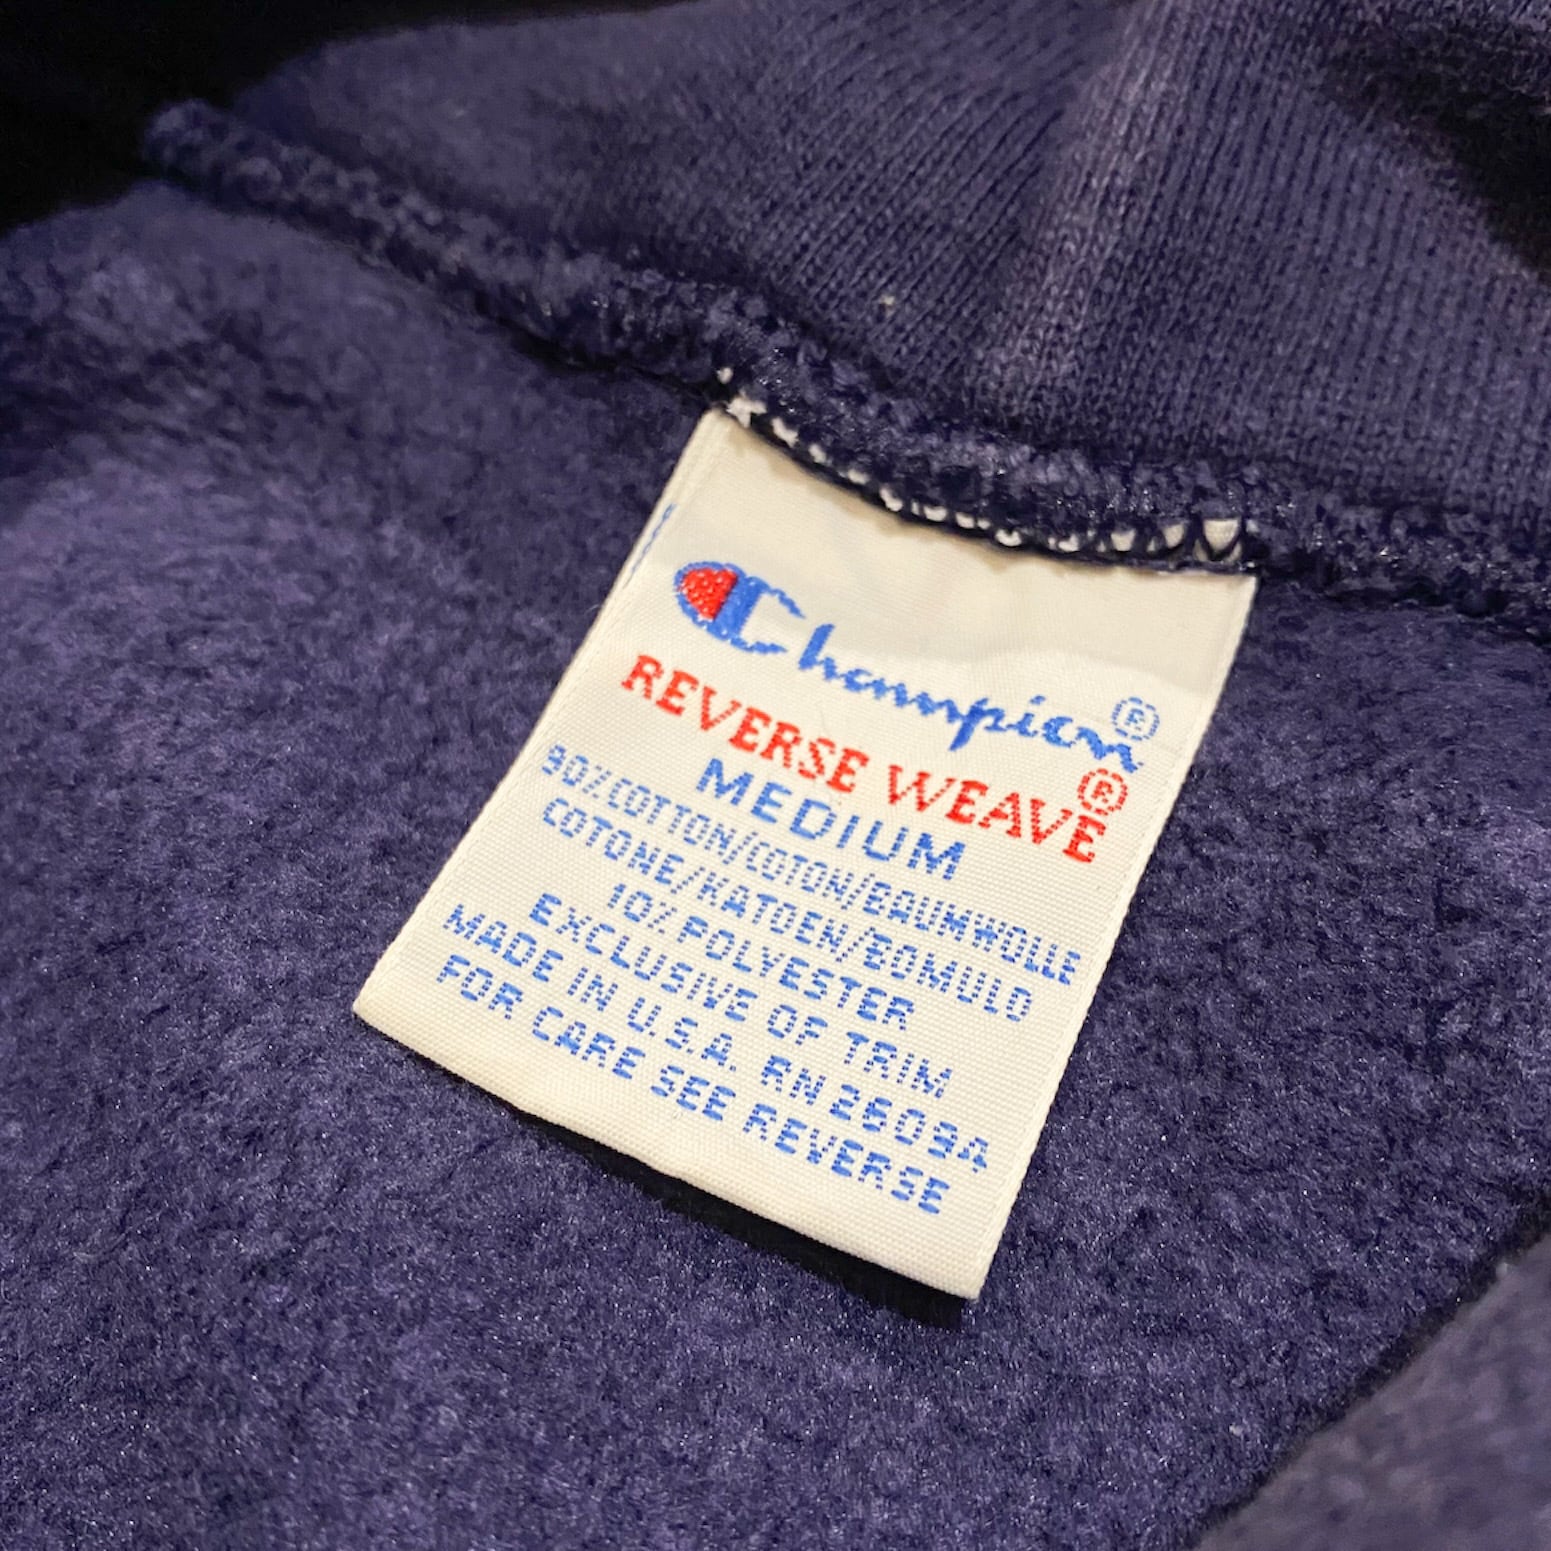 Champion®
REVERSE WEAVE®
MEDIUM
90% COTTON/COTON/BAUMWOLLE
COTONE/KATOEN/BOMULD
10% POLYESTER
EXCLUSIVE OF TRIM
MADE IN U.S.A. RN 26094
FOR CARE SEE REVERSE